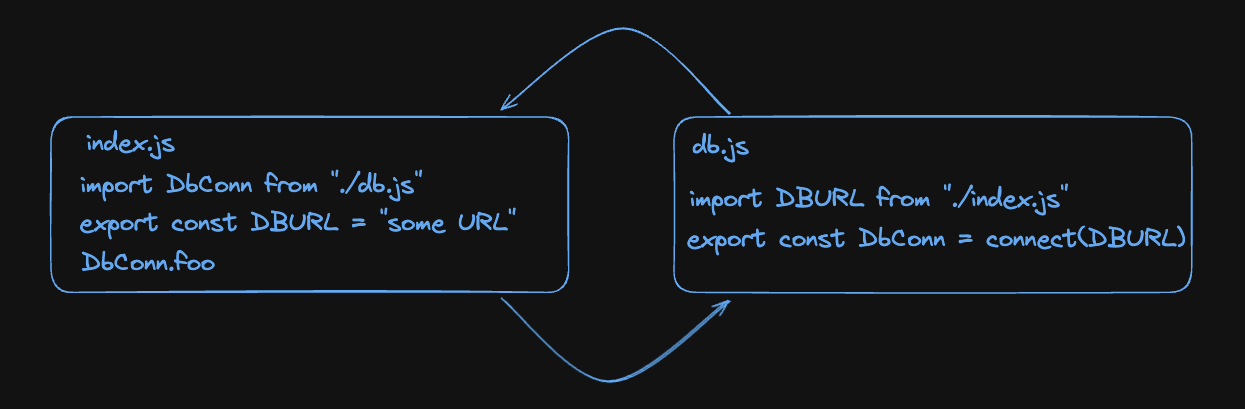 index.js
import DbConn from "./db.js"
export const DBURL = "some URL"
DbConn.foo
db.js
import DBURL from "./index.js"
export const DbConn = connect(DBURL)